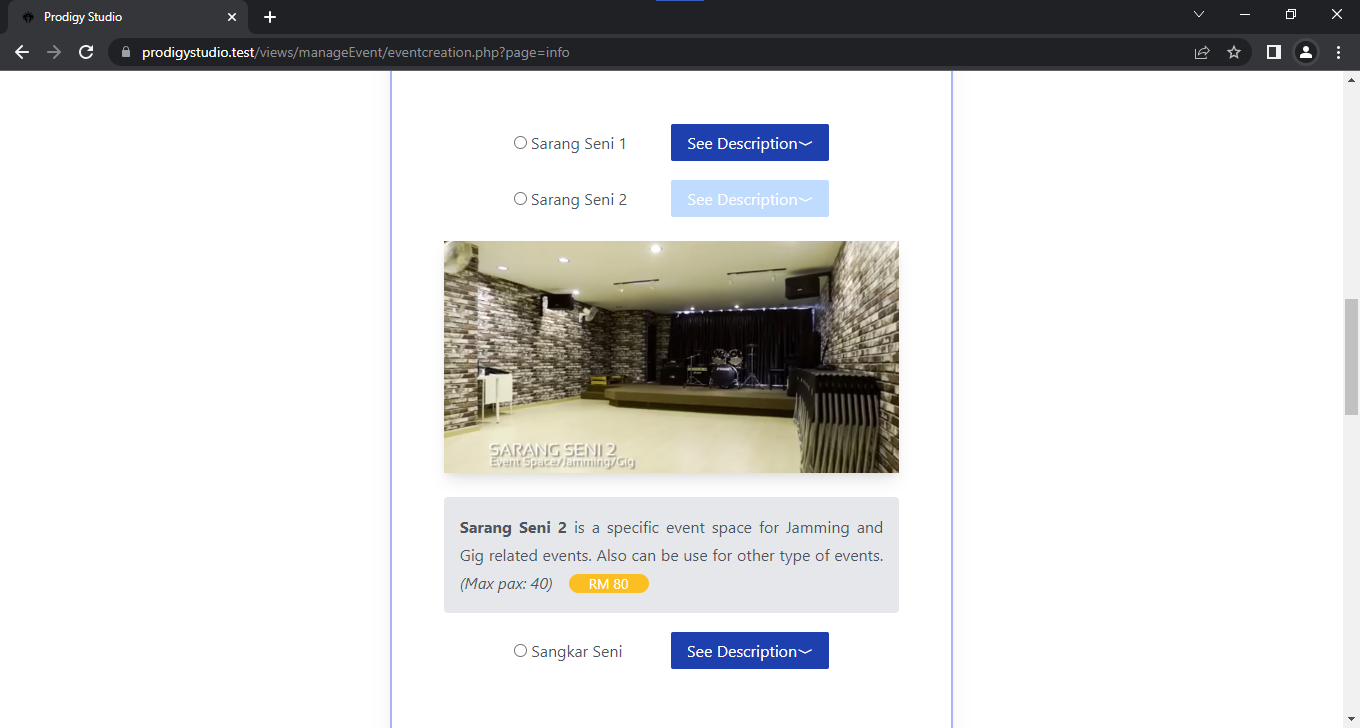 Prodigy Studio
prodigystudio.test/views/manageEvent/eventcreation.php?page=info
Sarang Seni 1 See Description
Sarang Seni 2 See Description
SARANG SENI 2
Event Space/Jamming/Gig
Sarang Seni 2 is a specific event space for Jamming and
Gig related events. Also can be use for other type of events.
(Max pax: 40) RM 80
Sangkar Seni See Description